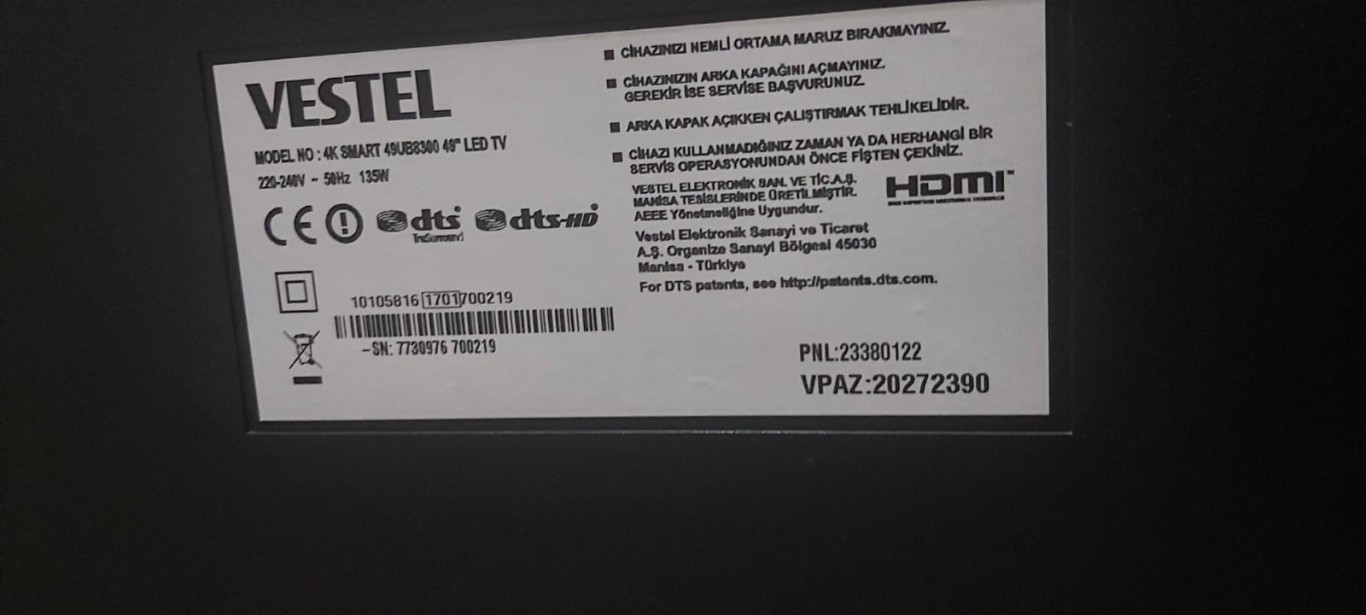 VESTEL
MODEL NO : 4K SMART 49UB8300 49" LED TV
220-240V ~ 50Hz 135W
CE
dts
TruSurround
dts-HD
10105816 1701 700219
-SN: 7730976 700219
CİHAZINIZI NEMLİ ORTAMA MARUZ BIRAKMAYINIZ.
CİHAZINIZIN ARKA KAPAĞINI AÇMAYINIZ.
GEREKİR İSE SERVİSE BAŞVURUNUZ.
ARKA KAPAK AÇIKKEN ÇALIŞTIRMAK TEHLİKELİDİR.
CİHAZI KULLANMADIĞINIZ ZAMAN YA DA HERHANGİ BİR
SERVİS OPERASYONUNDAN ÖNCE FİŞTEN ÇEKİNİZ.
VESTEL ELEKTRONİK SAN. VE TİC.A.Ş.
MANİSA TESİSLERİNDE ÜRETİLMİŞTİR.
AEEE Yönetmeliğine Uygundur.
HDMI™
Vestel Elektronik Sanayi ve Ticaret
A.Ş. Organize Sanayi Bölgesi 45030
Manisa - Türkiye
For DTS patents, see http://patents.dts.com.
PNL:23380122
VPAZ:20272390